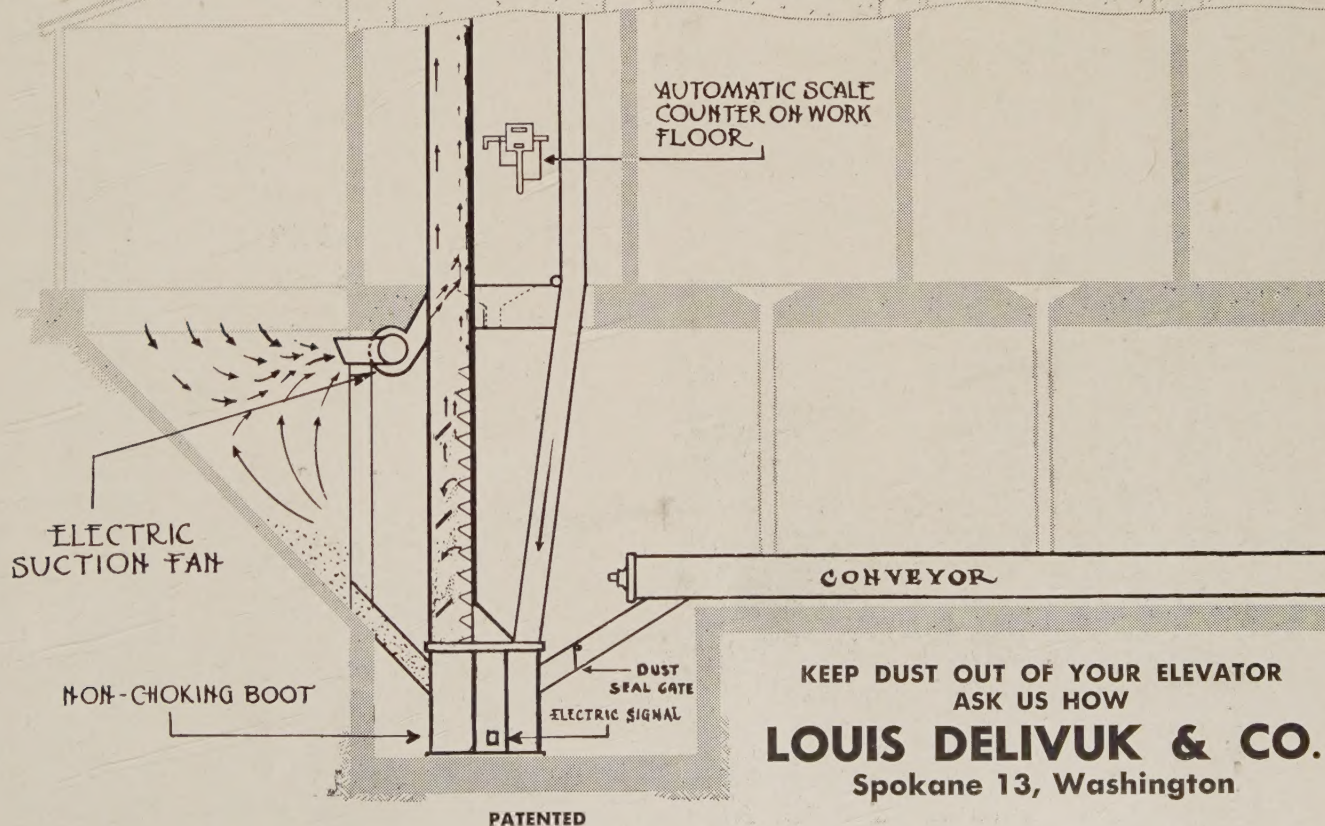 AUTOMATIC SCALE
COUNTER ON WORK
FLOOR
ELECTRIC
SUCTION FAN
CONVEYOR
NON-CHOKING BOOT
DUST
SEAL GATE
ELECTRIC SIGNAL
KEEP DUST OUT OF YOUR ELEVATOR
ASK US HOW
LOUIS DELIVUK & CO.
Spokane 13, Washington
PATENTED